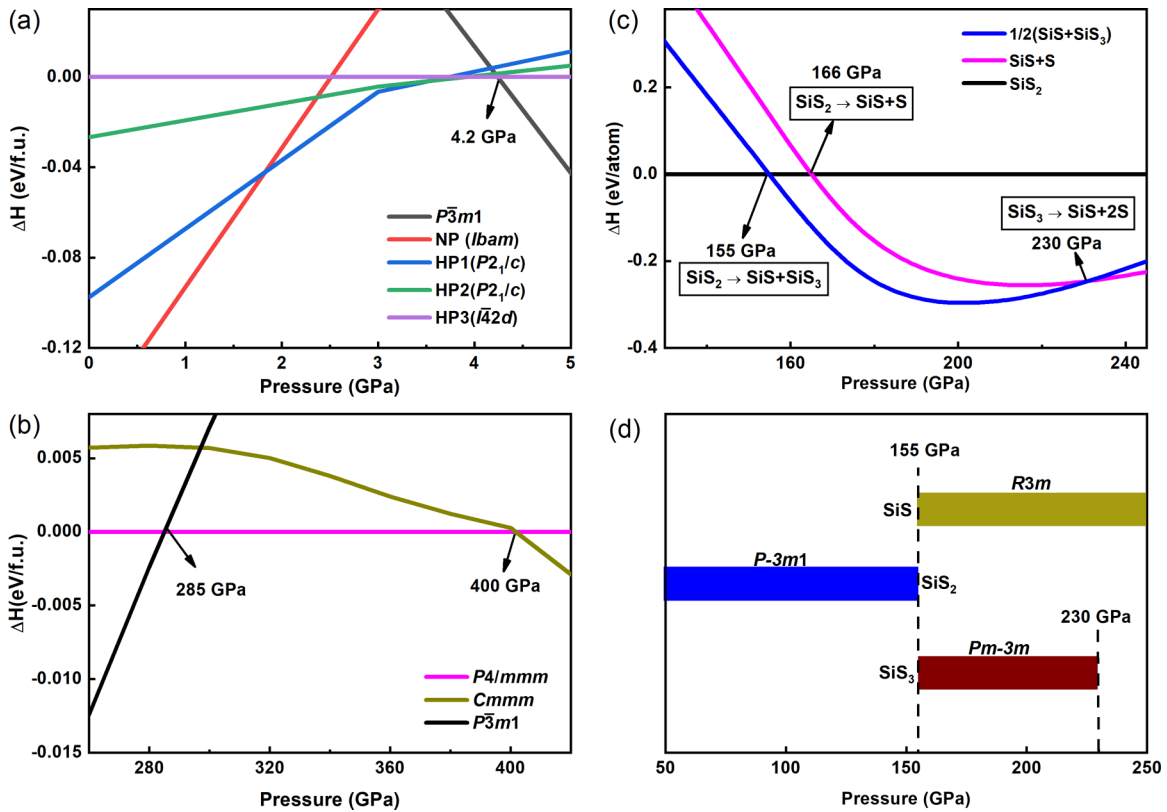 (a)
0.00
-0.04
-0.08
-0.12
ΔH (eV/f.u.)
4.2 GPa
P3̅m1
NP (Ibam)
HP1(P2₁/c)
HP2(P2₁/c)
HP3(I4̅2d)
0 1 2 3 4 5
Pressure (GPa)
(b)
0.005
0.000
-0.005
-0.010
-0.015
ΔH(eV/f.u.)
285 GPa
400 GPa
P4/mmm
Cmmm
P3̅m1
280 320 360 400
Pressure (GPa)
(c)
0.2
0.0
-0.2
-0.4
ΔH (eV/atom)
1/2(SiS+SiS₃)
SiS+S
SiS₂
166 GPa
SiS₂ → SiS+S
SiS₃ → SiS+2S
230 GPa
155 GPa
SiS₂ → SiS+SiS₃
160 200 240
Pressure (GPa)
(d)
155 GPa
R3m
SiS
P-3m1
SiS₂
230 GPa
Pm-3m
SiS₃
50 100 150 200 250
Pressure (GPa)